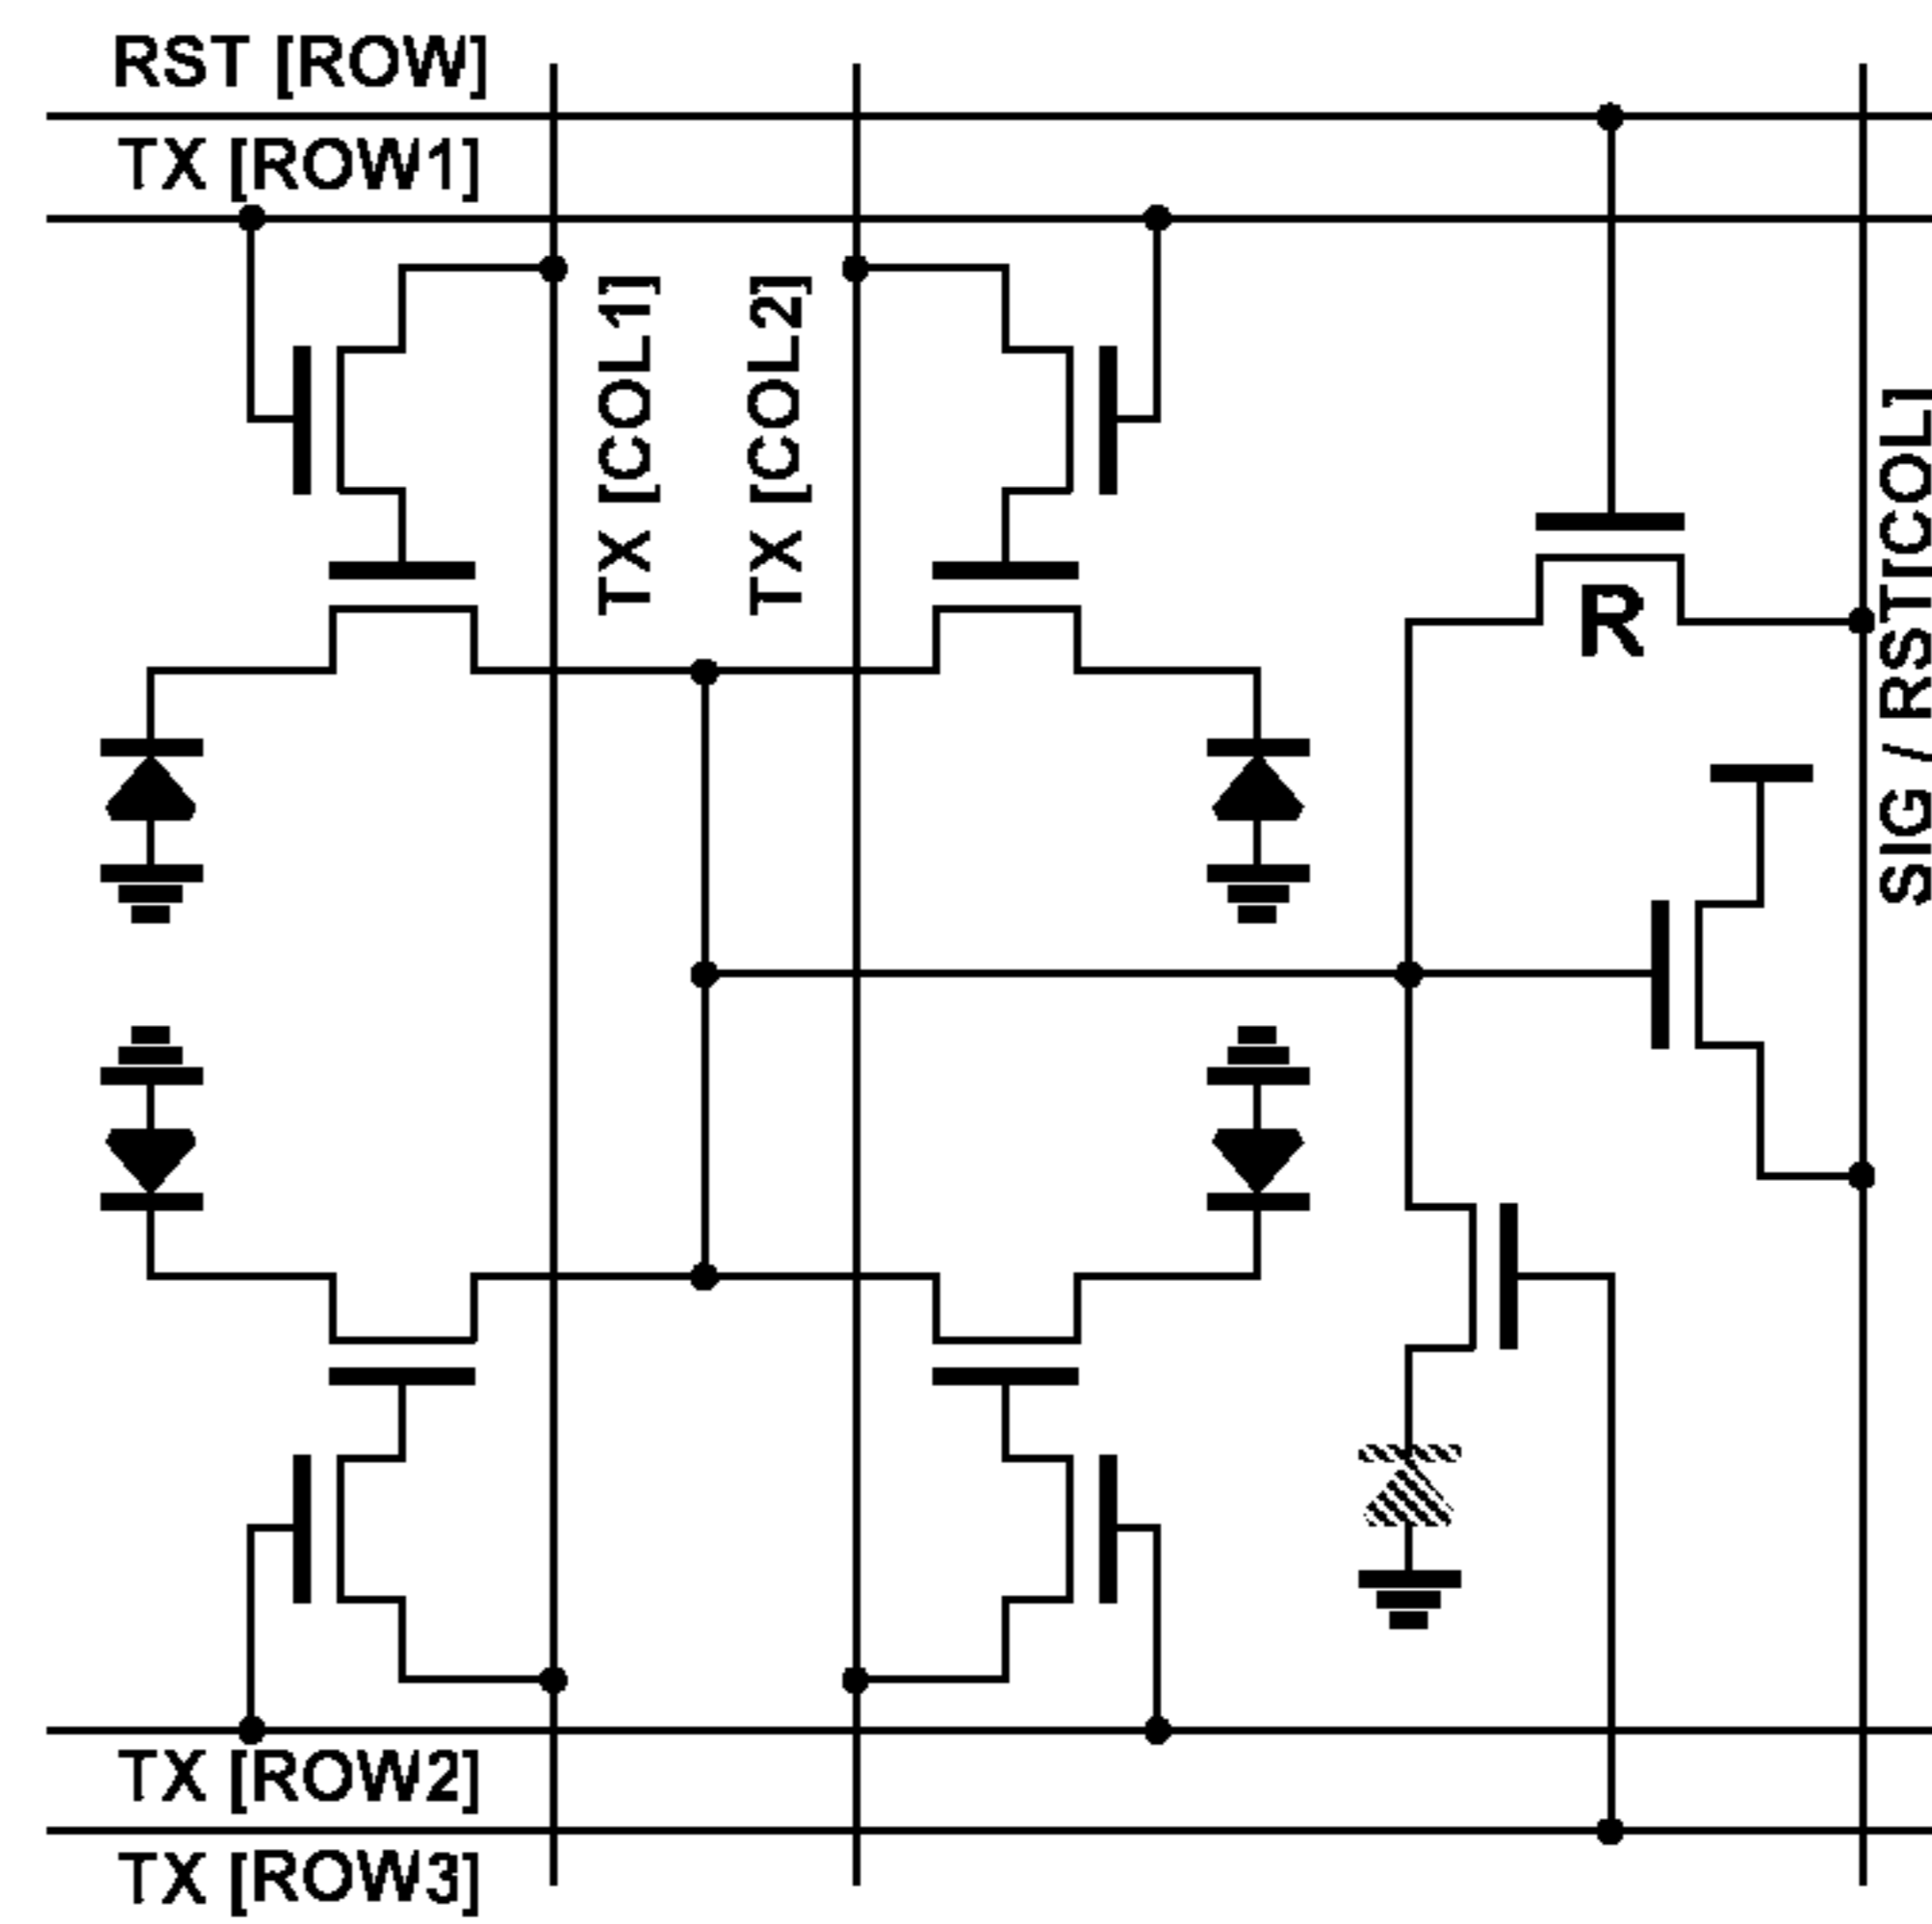 RST [ROW]
TX [ROW1]
TX [COL1]
TX [COL2]
R
SIG / RST[COL]
TX [ROW2]
TX [ROW3]